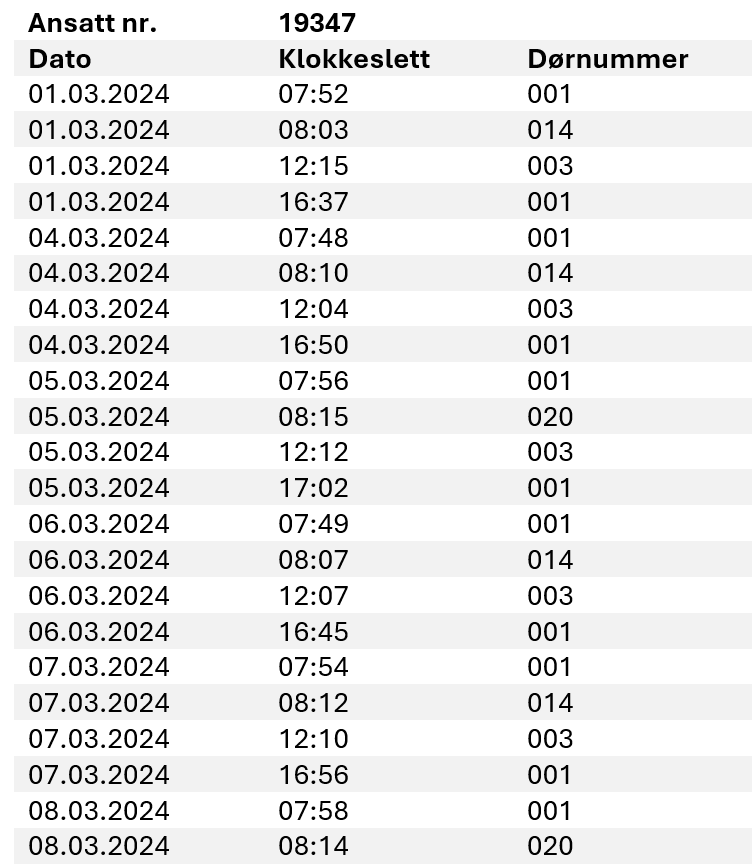 Ansatt nr. 19347
Dato Klokkeslett Dørnummer
01.03.2024 07:52 001
01.03.2024 08:03 014
01.03.2024 12:15 003
01.03.2024 16:37 001
04.03.2024 07:48 001
04.03.2024 08:10 014
04.03.2024 12:04 003
04.03.2024 16:50 001
05.03.2024 07:56 001
05.03.2024 08:15 020
05.03.2024 12:12 003
05.03.2024 17:02 001
06.03.2024 07:49 001
06.03.2024 08:07 014
06.03.2024 12:07 003
06.03.2024 16:45 001
07.03.2024 07:54 001
07.03.2024 08:12 014
07.03.2024 12:10 003
07.03.2024 16:56 001
08.03.2024 07:58 001
08.03.2024 08:14 020